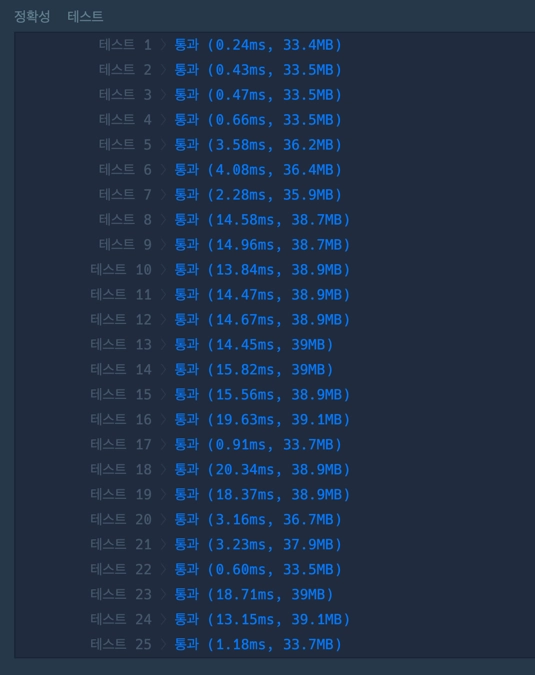 정확성 테스트
테스트 1 〉 통과 (0.24ms, 33.4MB)
테스트 2 〉 통과 (0.43ms, 33.5MB)
테스트 3 〉 통과 (0.47ms, 33.5MB)
테스트 4 〉 통과 (0.66ms, 33.5MB)
테스트 5 〉 통과 (3.58ms, 36.2MB)
테스트 6 〉 통과 (4.08ms, 36.4MB)
테스트 7 〉 통과 (2.28ms, 35.9MB)
테스트 8 〉 통과 (14.58ms, 38.7MB)
테스트 9 〉 통과 (14.96ms, 38.7MB)
테스트 10 〉 통과 (13.84ms, 38.9MB)
테스트 11 〉 통과 (14.47ms, 38.9MB)
테스트 12 〉 통과 (14.67ms, 38.9MB)
테스트 13 〉 통과 (14.45ms, 39MB)
테스트 14 〉 통과 (15.82ms, 39MB)
테스트 15 〉 통과 (15.56ms, 38.9MB)
테스트 16 〉 통과 (19.63ms, 39.1MB)
테스트 17 〉 통과 (0.91ms, 33.7MB)
테스트 18 〉 통과 (20.34ms, 38.9MB)
테스트 19 〉 통과 (18.37ms, 38.9MB)
테스트 20 〉 통과 (3.16ms, 36.7MB)
테스트 21 〉 통과 (3.23ms, 37.9MB)
테스트 22 〉 통과 (0.60ms, 33.5MB)
테스트 23 〉 통과 (18.71ms, 39MB)
테스트 24 〉 통과 (13.15ms, 39.1MB)
테스트 25 〉 통과 (1.18ms, 33.7MB)